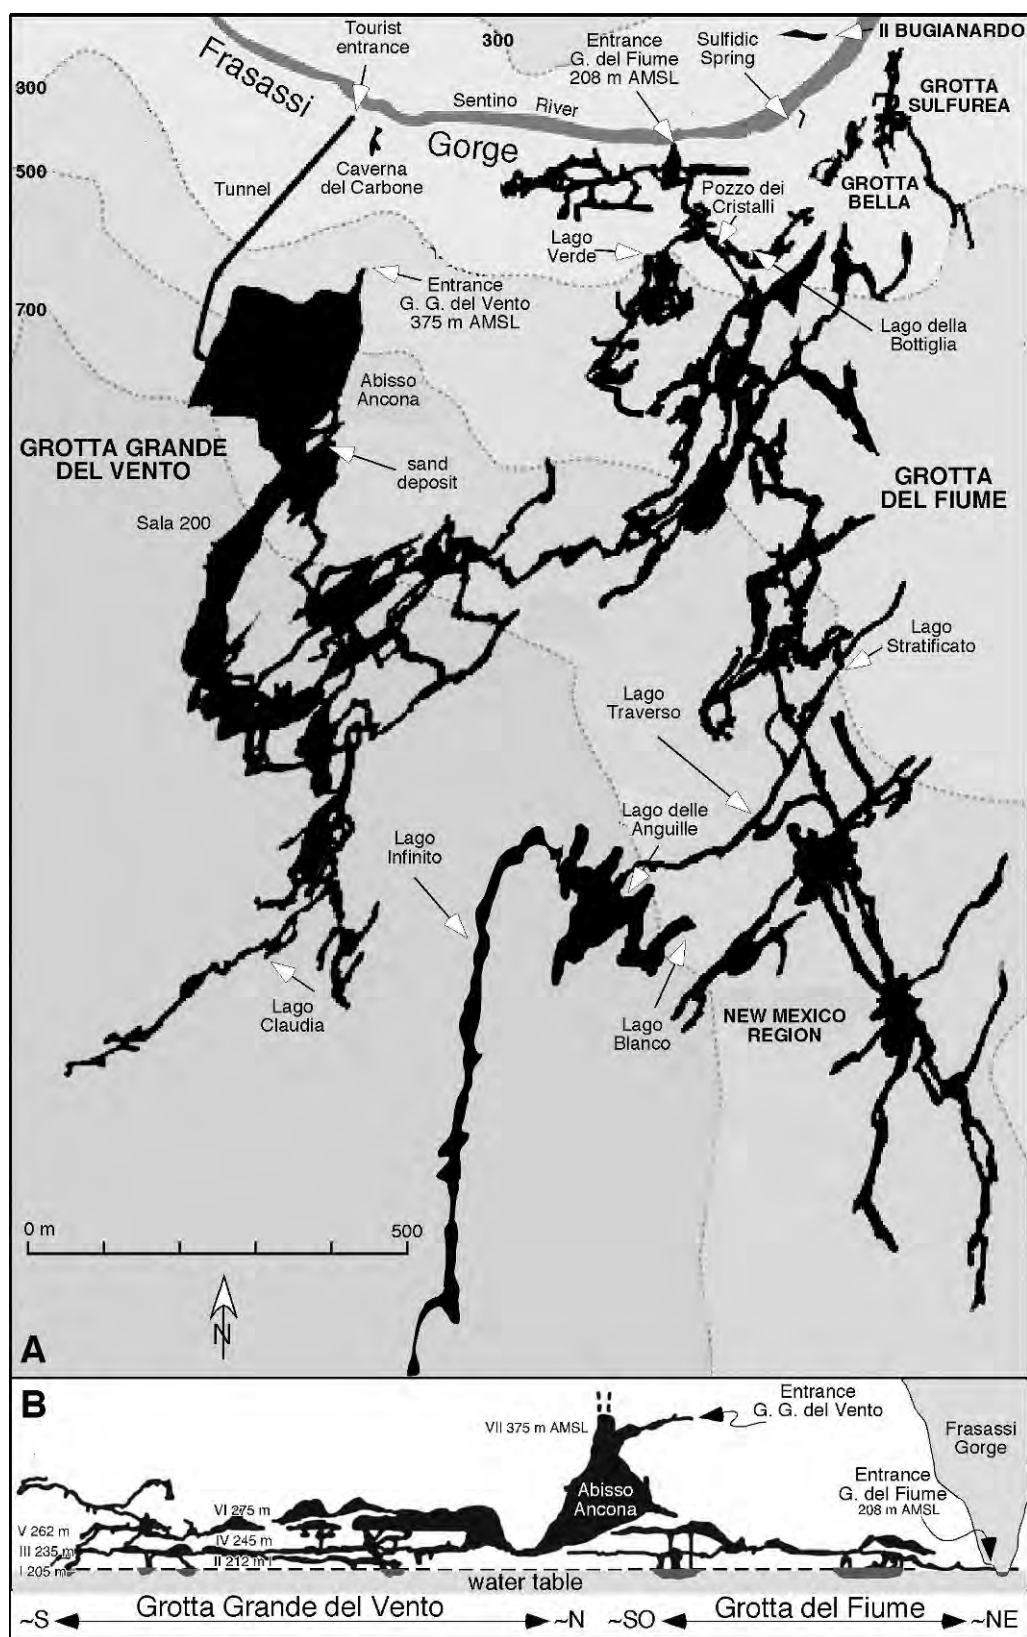 Tourist
entrance
300
Entrance
G. del Fiume
208 m AMSL
Sulfidic
Spring
Il BUGIANARDO
Frasassi
300
GROTTA
SULFUREA
Sentino River
Gorge
500
Caverna
del Carbone
Tunnel
Pozzo dei
Cristalli
GROTTA
BELLA
Lago
Verde
Entrance
G. G. del Vento
375 m AMSL
700
Lago della
Bottiglia
Abisso
Ancona
GROTTA GRANDE
DEL VENTO
sand
deposit
GROTTA
DEL FIUME
Sala 200
Lago
Stratificato
Lago
Traverso
Lago delle
Anguille
Lago
Infinito
Lago
Claudia
Lago
Blanco
NEW MEXICO
REGION
0 m
500
N
A
B
Entrance
G. G. del Vento
VII 375 m AMSL
Frasassi
Gorge
Abisso
Ancona
Entrance
G. del Fiume
208 m AMSL
VI 275 m
V 262 m
IV 245 m
III 235 m
II 212 m
I 205 m
water table
~S
Grotta Grande del Vento
~N
~SO
Grotta del Fiume
~NE